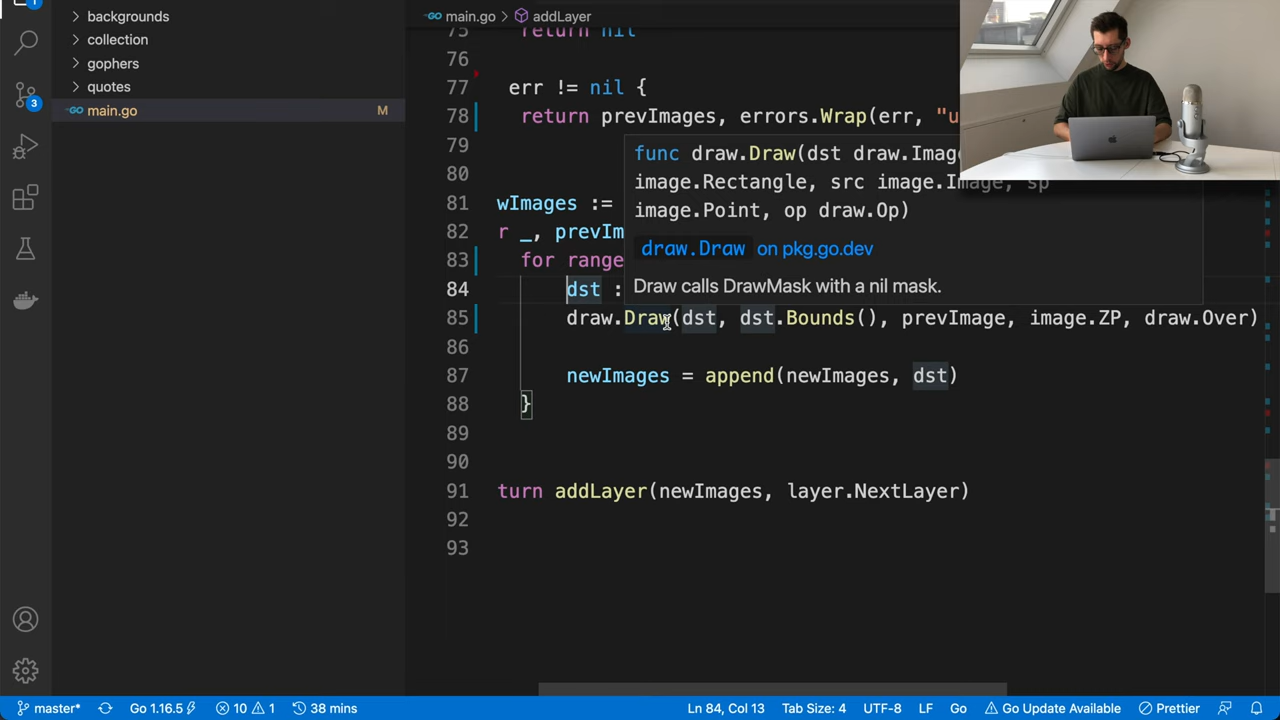 1
backgrounds
main.go > addLayer
collection
gophers
3
quotes
main.go M
75 return nil
76
77 err != nil {
78 return prevImages, errors.Wrap(err, "u
79
80
81 wImages :=
82 r _, prevIm
83 for range
84 dst :
85 draw.Draw(dst, dst.Bounds(), prevImage, image.ZP, draw.Over)
86
87 newImages = append(newImages, dst)
88 }
89
90
91 turn addLayer(newImages, layer.NextLayer)
92
93
func draw.Draw(dst draw.Imag
image.Rectangle, src image.Image, sp
image.Point, op draw.Op)
draw.Draw on pkg.go.dev
Draw calls DrawMask with a nil mask.
master* Go 1.16.5 10 1 38 mins Ln 84, Col 13 Tab Size: 4 UTF-8 LF Go Go Update Available Prettier